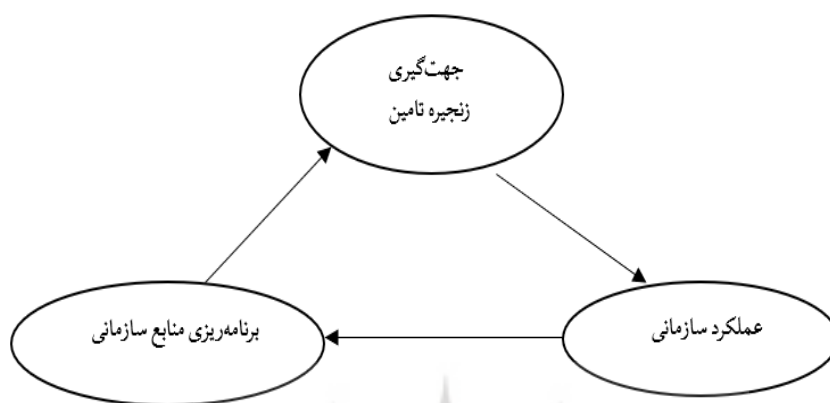 جهت‌گیری
زنجیره تامین
عملکرد سازمانی
برنامه‌ریزی منابع سازمانی